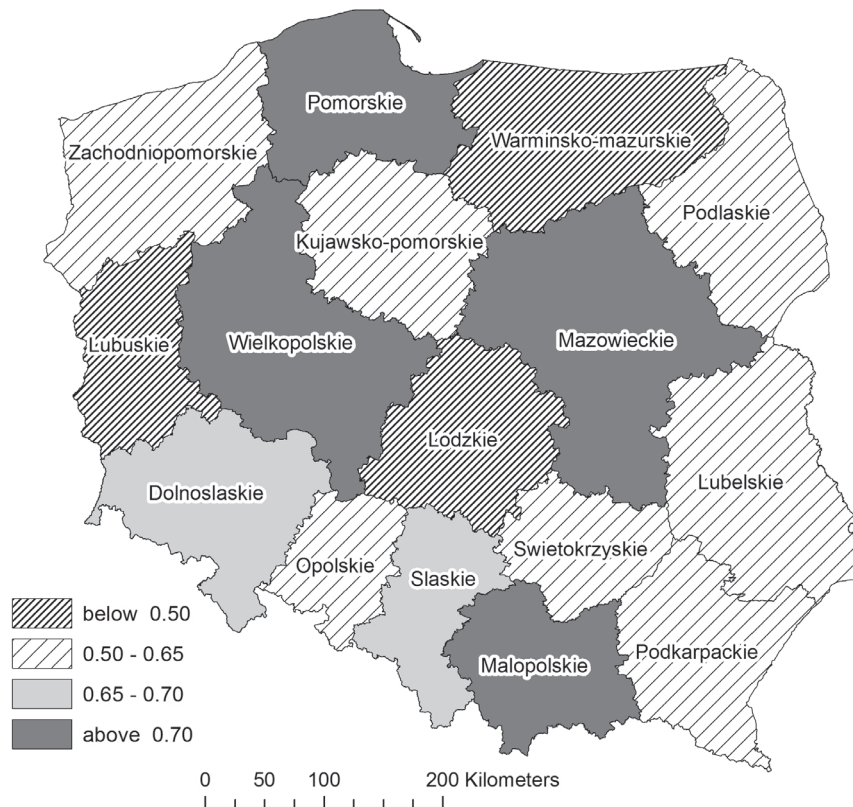 Pomorskie
Warminsko-mazurskie
Zachodniopomorskie
Podlaskie
Kujawsko-pomorskie
Lubuskie
Wielkopolskie
Mazowieckie
Lodzkie
Lubelskie
Dolnoslaskie
Swietokrzyskie
Opolskie
Slaskie
Malopolskie
Podkarpackie
below 0.50
0.50 - 0.65
0.65 - 0.70
above 0.70
0 50 100 200 Kilometers